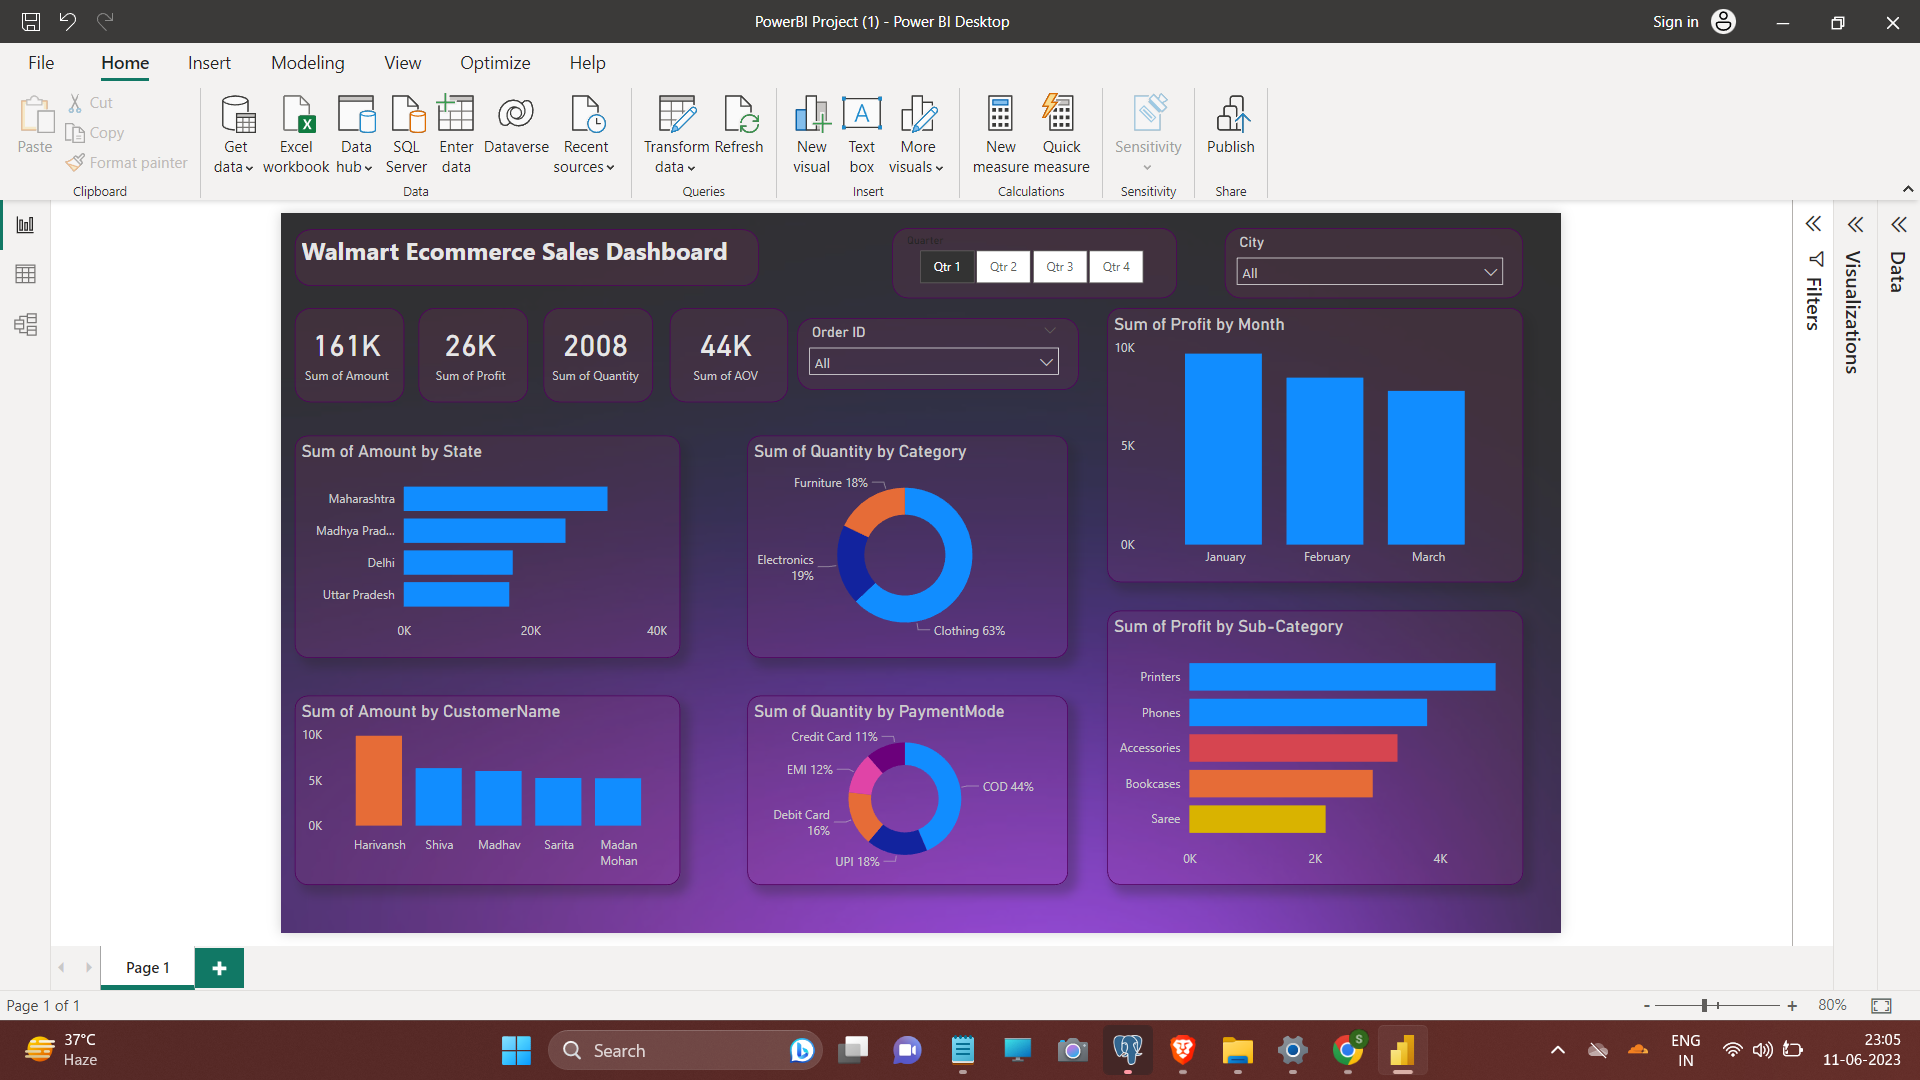 PowerBI Project (1) - Power BI Desktop
Sign in
File
Home
Insert
Modeling
View
Optimize
Help
Paste
Cut
Copy
Format painter
Clipboard
Get
data
Excel
workbook
Data
hub
SQL
Server
Enter
data
Dataverse
Recent
sources
Data
Transform
data
Refresh
Queries
New
visual
Text
box
More
visuals
Insert
New
measure
Quick
measure
Calculations
Sensitivity
Sensitivity
Publish
Share
Walmart Ecommerce Sales Dashboard
Quarter
Qtr 1
Qtr 2
Qtr 3
Qtr 4
City
All
161K
Sum of Amount
26K
Sum of Profit
2008
Sum of Quantity
44K
Sum of AOV
Order ID
All
Sum of Profit by Month
10K
5K
0K
January
February
March
Sum of Amount by State
Maharashtra
Madhya Prad...
Delhi
Uttar Pradesh
0K
20K
40K
Sum of Quantity by Category
Furniture 18%
Electronics
19%
Clothing 63%
Sum of Profit by Sub-Category
Printers
Phones
Accessories
Bookcases
Saree
0K
2K
4K
Sum of Amount by CustomerName
10K
5K
0K
Harivansh
Shiva
Madhav
Sarita
Madan
Mohan
Sum of Quantity by PaymentMode
Credit Card 11%
EMI 12%
Debit Card
16%
UPI 18%
COD 44%
Filters
Visualizations
Data
Page 1
Page 1 of 1
80%
37°C
Haze
Search
ENG
IN
23:05
11-06-2023